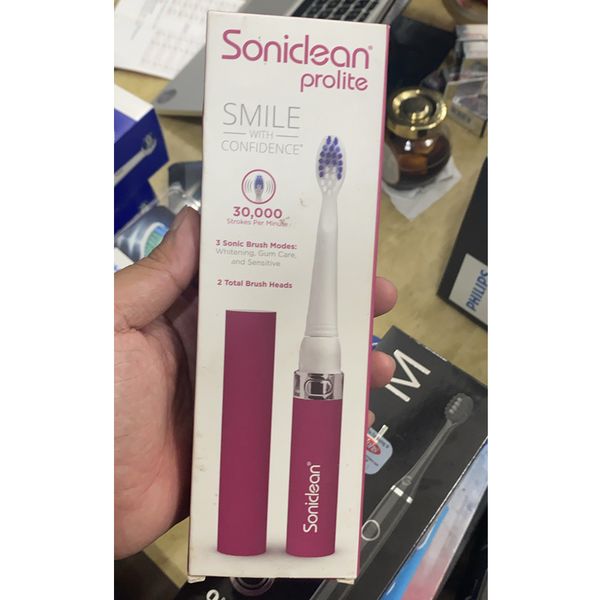 Soniclean®
prolite
SMILE
WITH
CONFIDENCE®
30,000
Strokes Per Minute
3 Sonic Brush Modes:
Whitening, Gum Care,
and Sensitive
2 Total Brush Heads
Soniclean®
PHILIPS
M